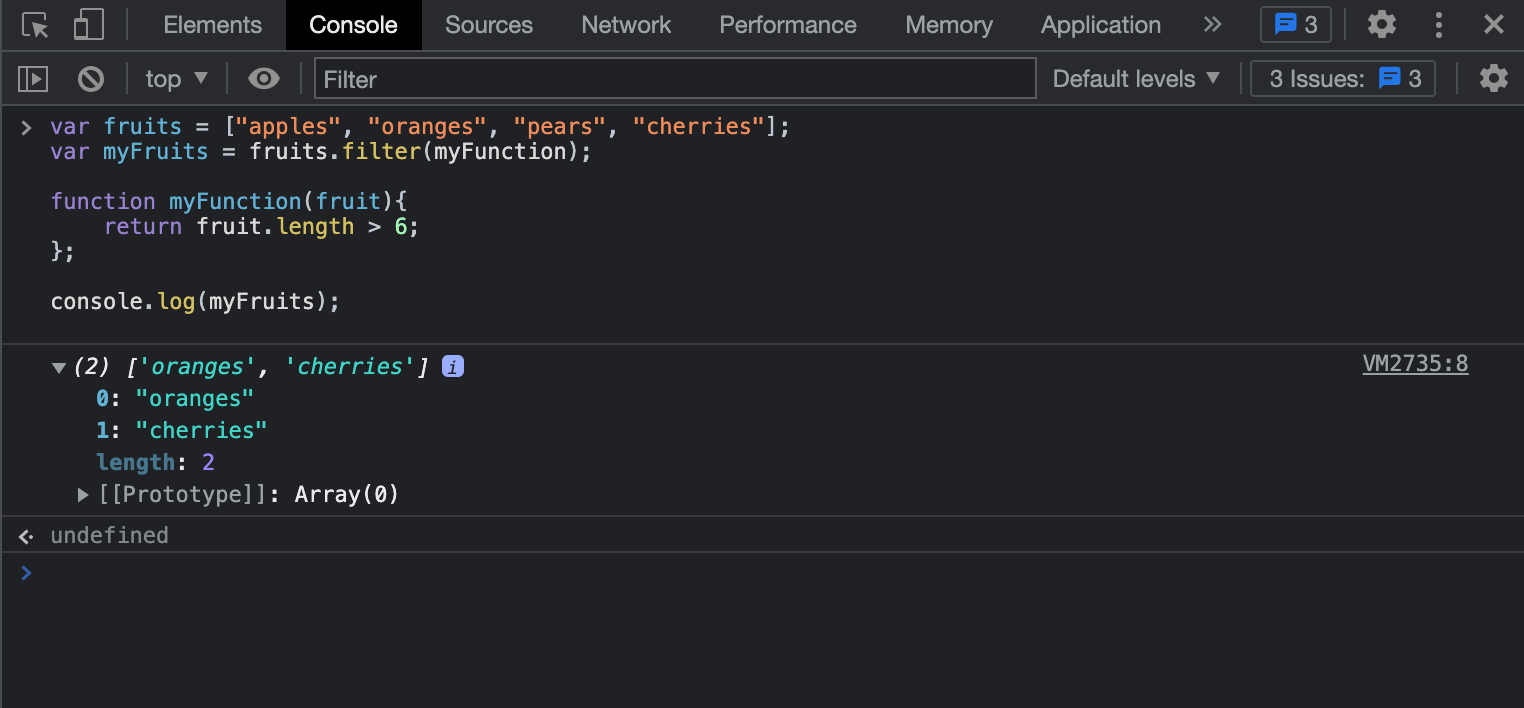 Elements Console Sources Network Performance Memory Application » 3
top ▼ Filter Default levels ▼ 3 Issues: 3
> var fruits = ["apples", "oranges", "pears", "cherries"];
var myFruits = fruits.filter(myFunction);
function myFunction(fruit){
    return fruit.length > 6;
};
console.log(myFruits);
▼ (2) ['oranges', 'cherries'] i VM2735:8
0: "oranges"
1: "cherries"
length: 2
▶ [[Prototype]]: Array(0)
undefined
>